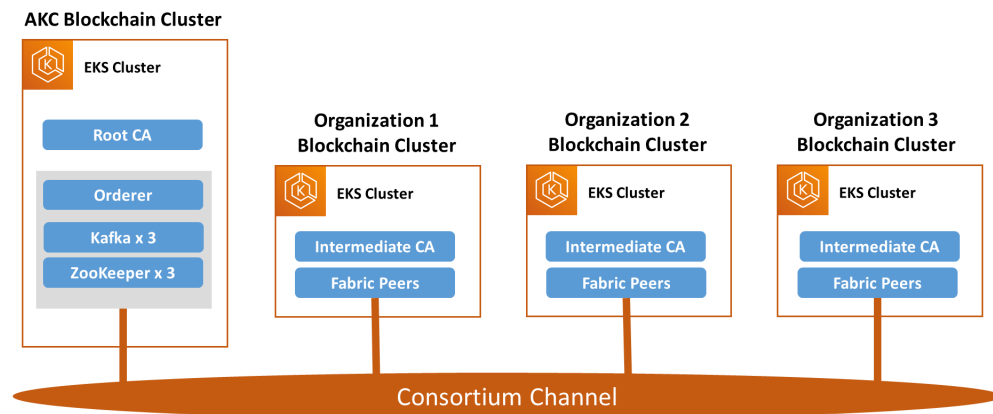 AKC Blockchain Cluster
K
EKS Cluster
Root CA
Orderer
Kafka x 3
ZooKeeper x 3
Organization 1
Blockchain Cluster
K
EKS Cluster
Intermediate CA
Fabric Peers
Organization 2
Blockchain Cluster
K
EKS Cluster
Intermediate CA
Fabric Peers
Organization 3
Blockchain Cluster
K
EKS Cluster
Intermediate CA
Fabric Peers
Consortium Channel